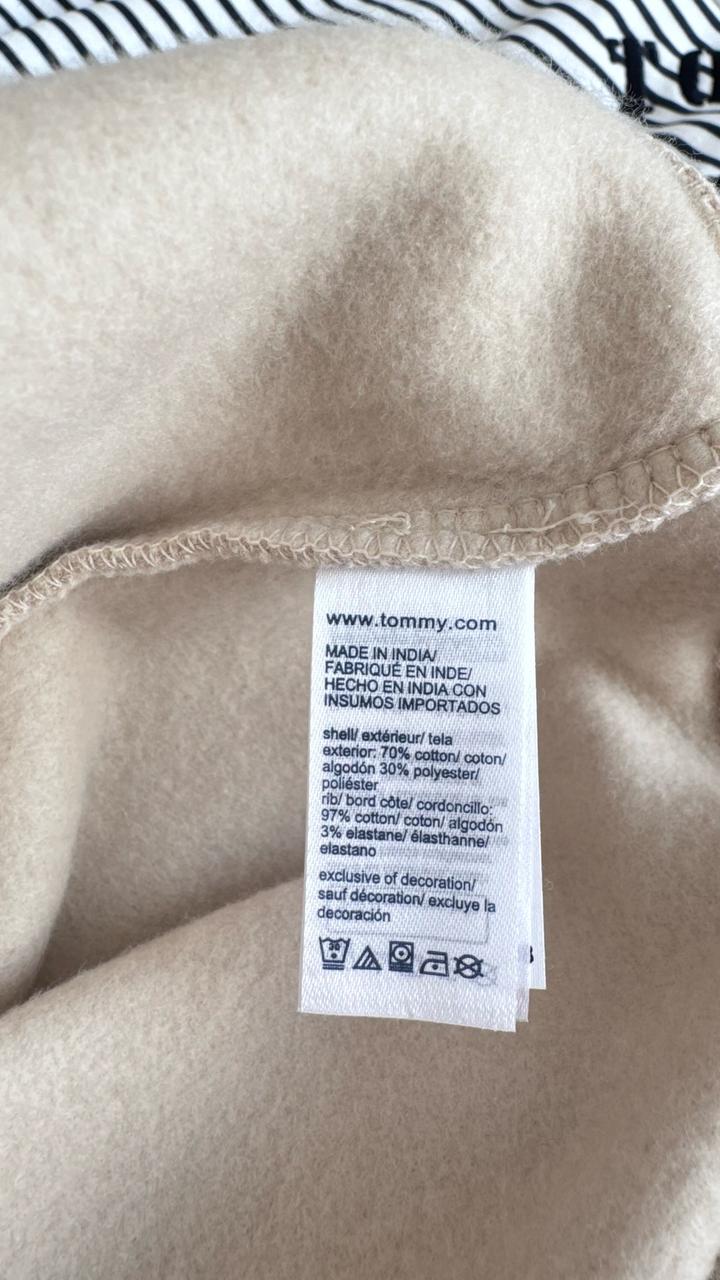 www.tommy.com
MADE IN INDIA/
FABRIQUÉ EN INDE/
HECHO EN INDIA CON
INSUMOS IMPORTADOS
shell/ extérieur/ tela
exterior: 70% cotton/ coton/
algodón 30% polyester/
poliéster
rib/ bord côte/ cordoncillo:
97% cotton/ coton/ algodón
3% elastane/ élasthanne/
elastano
exclusive of decoration/
sauf décoration/ excluye la
decoración
30